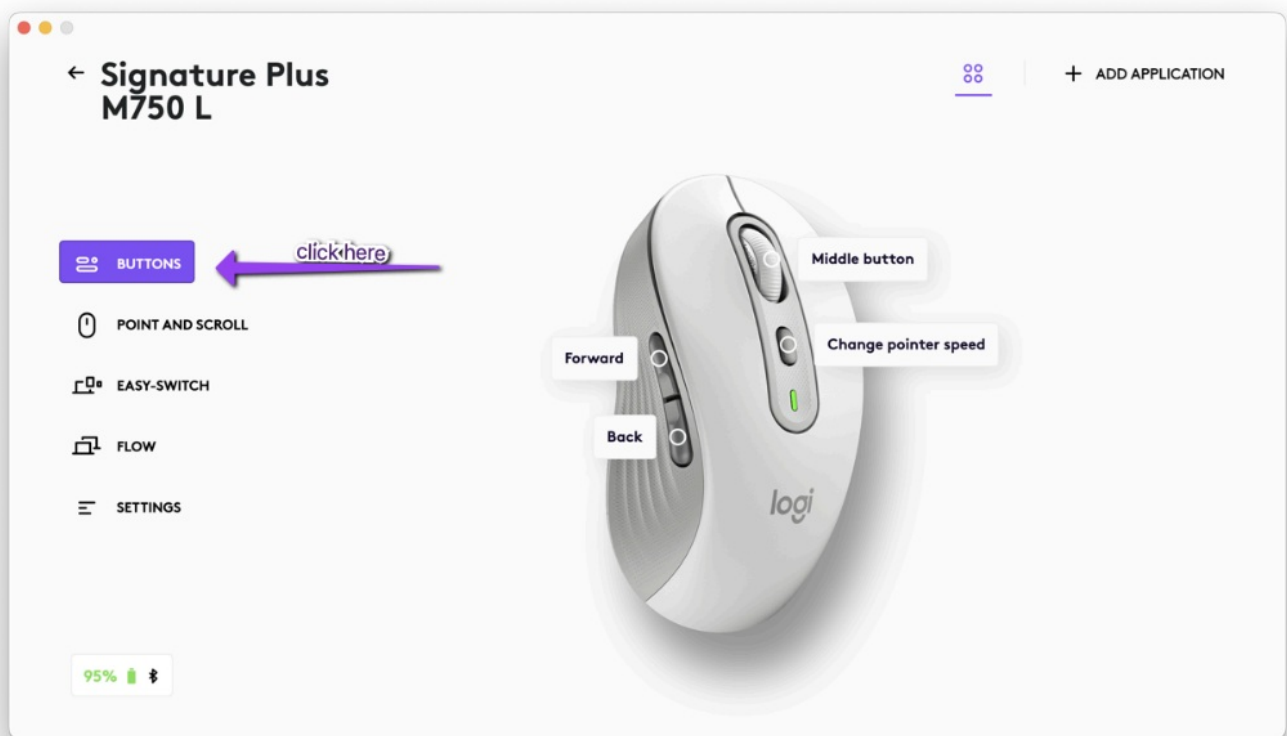 ← Signature Plus
M750 L
+ ADD APPLICATION
BUTTONS
click here
POINT AND SCROLL
EASY-SWITCH
FLOW
SETTINGS
Middle button
Change pointer speed
Forward
Back
logi
95%